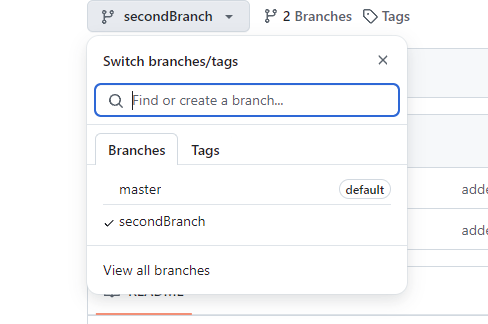 secondBranch
2 Branches
Tags
Switch branches/tags
Find or create a branch...
Branches
Tags
master
default
secondBranch
View all branches
README